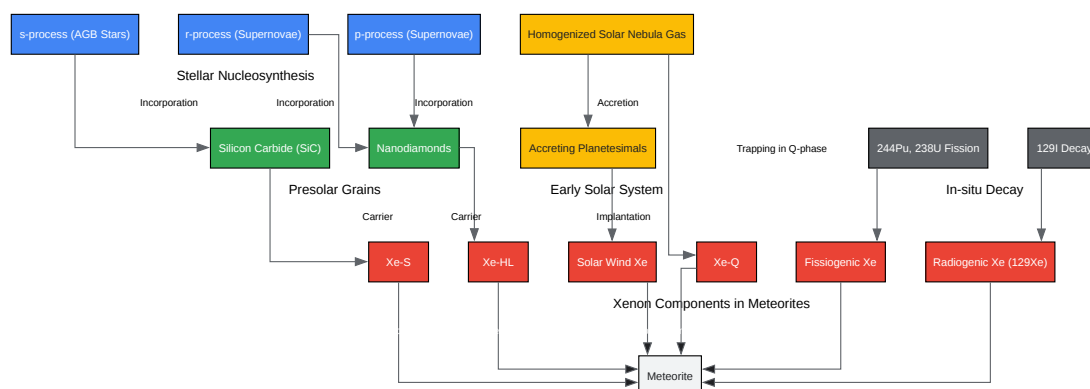 s-process (AGB Stars)
r-process (Supernovae)
p-process (Supernovae)
Homogenized Solar Nebula Gas
Stellar Nucleosynthesis
Incorporation
Incorporation
Incorporation
Accretion
Silicon Carbide (SiC)
Nanodiamonds
Accreting Planetesimals
Trapping in Q-phase
244Pu, 238U Fission
129I Decay
Presolar Grains
Early Solar System
In-situ Decay
Carrier
Carrier
Implantation
Xe-S
Xe-HL
Solar Wind Xe
Xe-Q
Fissiogenic Xe
Radiogenic Xe (129Xe)
Xenon Components in Meteorites
Meteorite